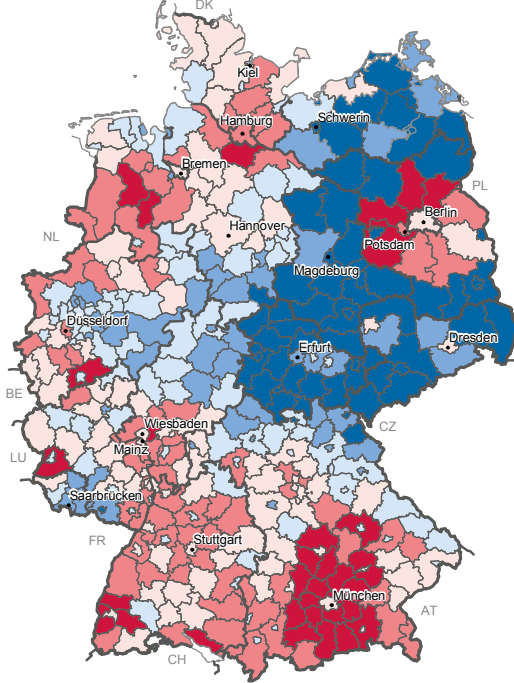 DK
Kiel
Schwerin
Hamburg
Bremen
PL
Berlin
Hannover
NL
Potsdam
Magdeburg
Düsseldorf
Dresden
Erfurt
BE
Wiesbaden
CZ
Mainz
LU
Saarbrücken
FR
Stuttgart
München
AT
CH